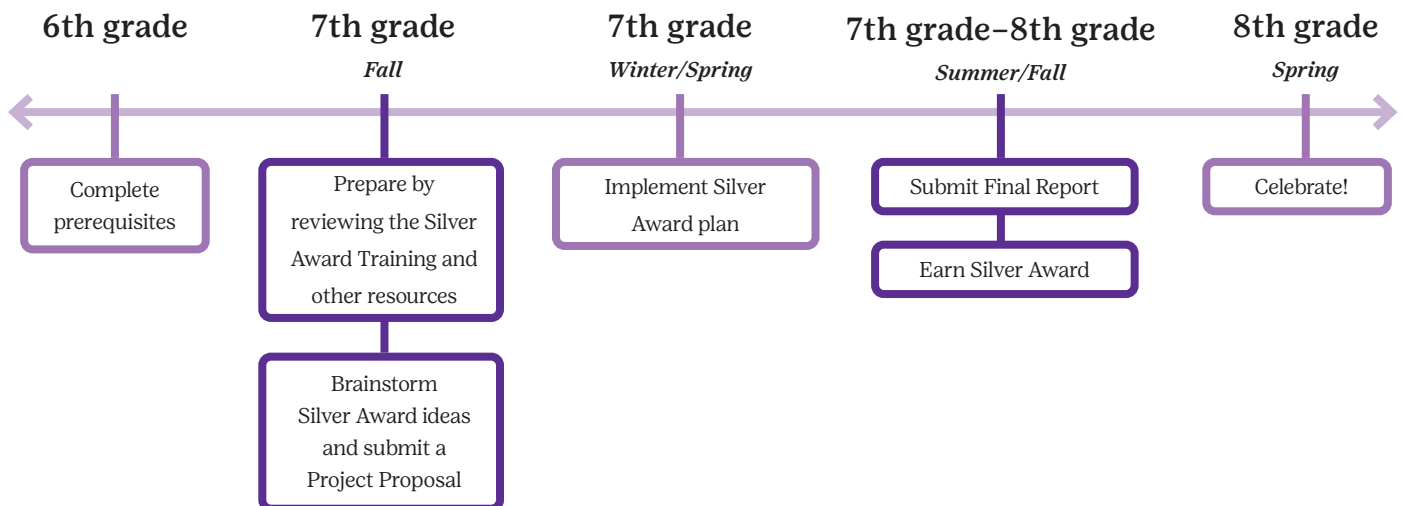 6th grade
7th grade
Fall
7th grade
Winter/Spring
7th grade–8th grade
Summer/Fall
8th grade
Spring
Complete
prerequisites
Prepare by
reviewing the Silver
Award Training and
other resources
Brainstorm
Silver Award ideas
and submit a
Project Proposal
Implement Silver
Award plan
Submit Final Report
Earn Silver Award
Celebrate!